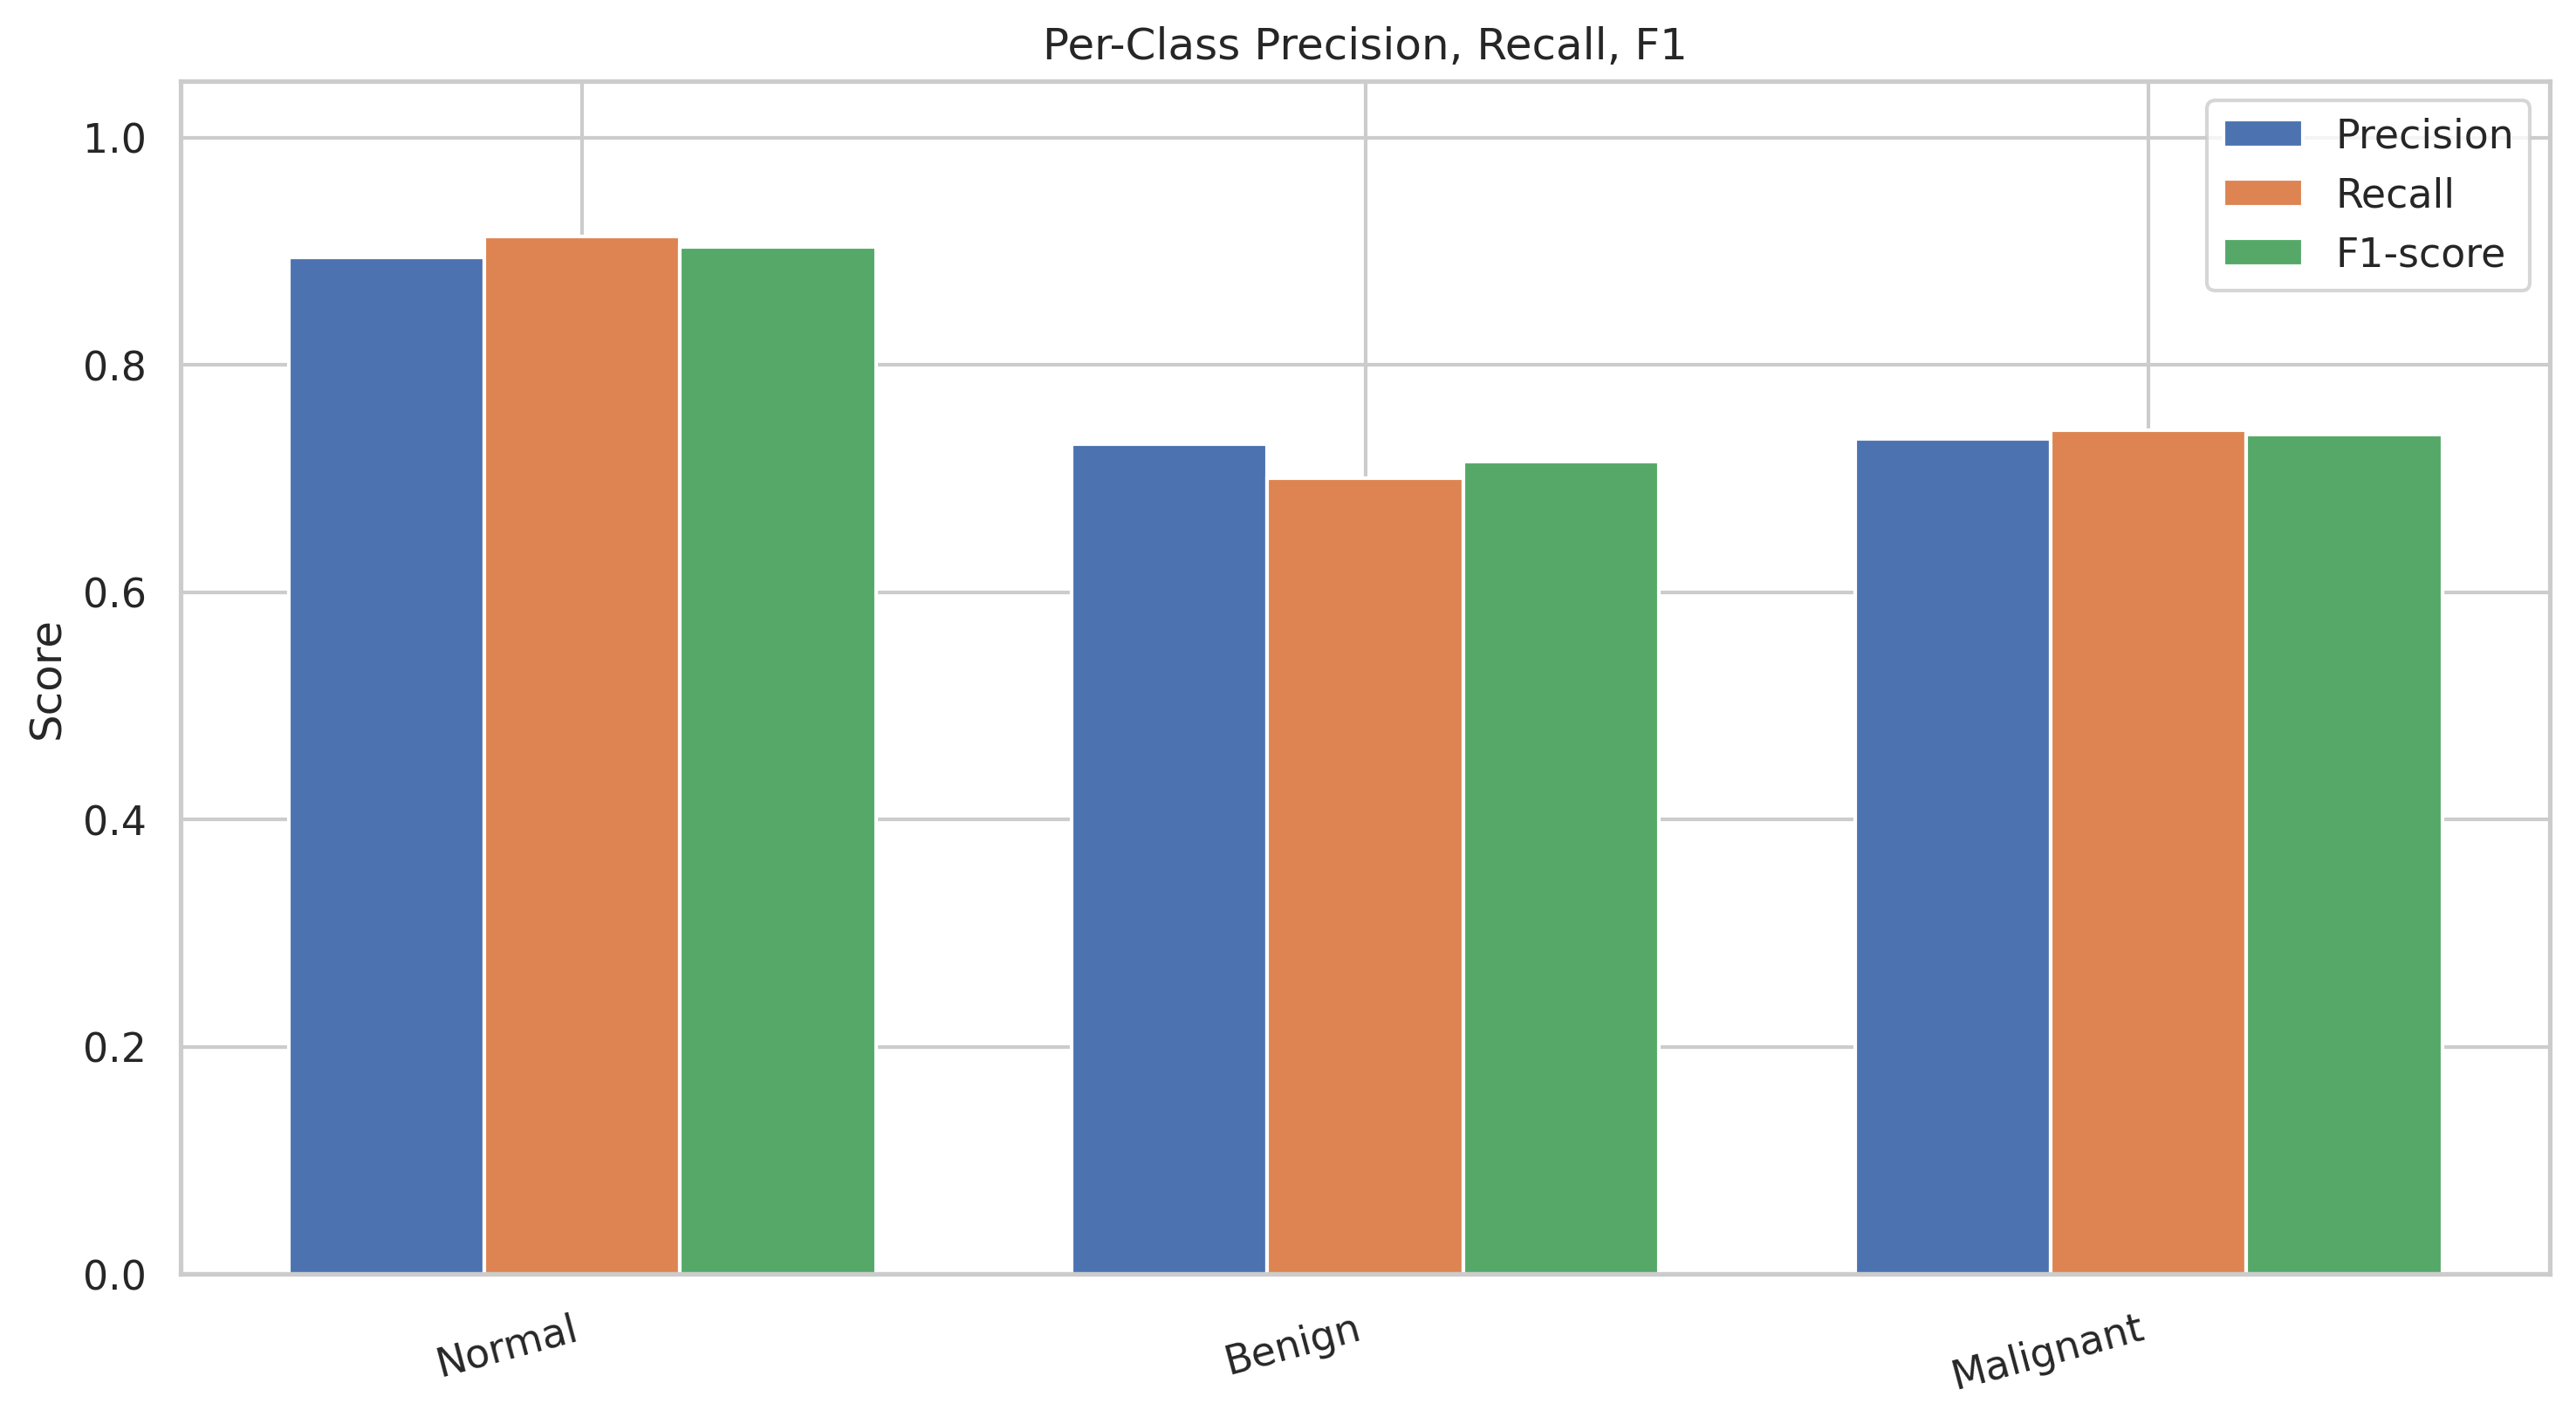 Per-Class Precision, Recall, F1
Precision
Recall
F1-score
Score
1.0
0.8
0.6
0.4
0.2
0.0
Normal
Benign
Malignant